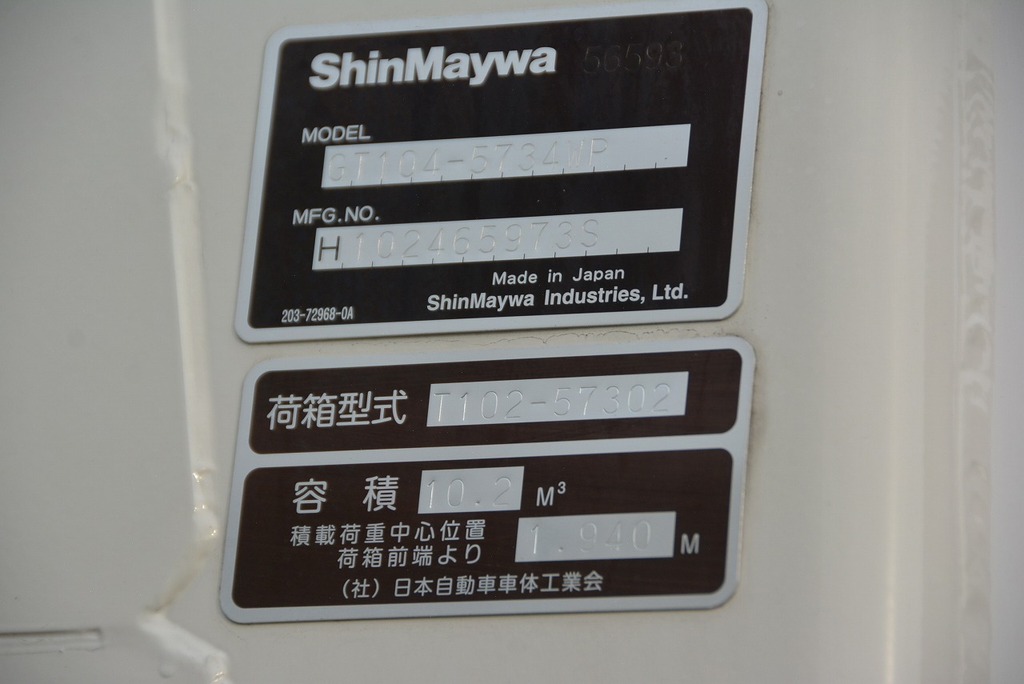 ShinMaywa 56593
MODEL
GT104-5734WP
MFG.NO.
H102465973S
Made in Japan
203-72968-0A ShinMaywa Industries, Ltd.
荷箱型式 T102-57302
容 積 10.2 M³
積載荷重中心位置
荷箱前端より 1.940 M
(社)日本自動車車体工業会